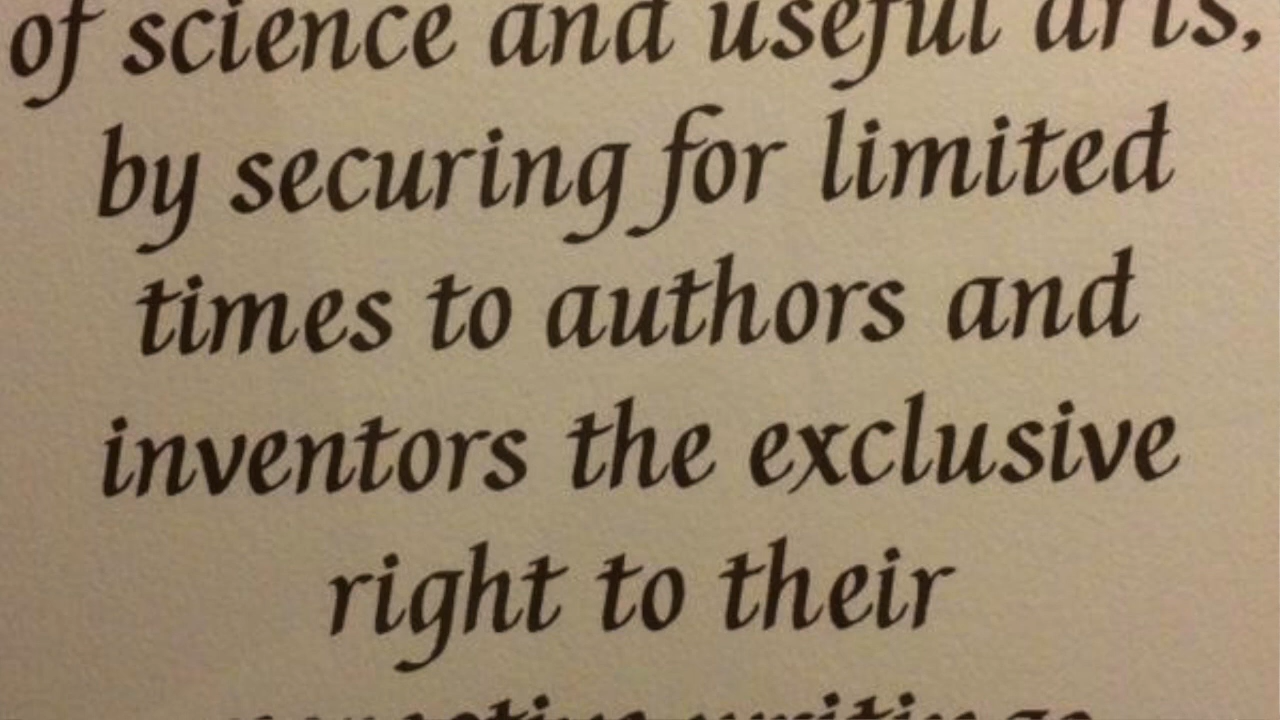 of science and useful arts,
by securing for limited
times to authors and
inventors the exclusive
right to their